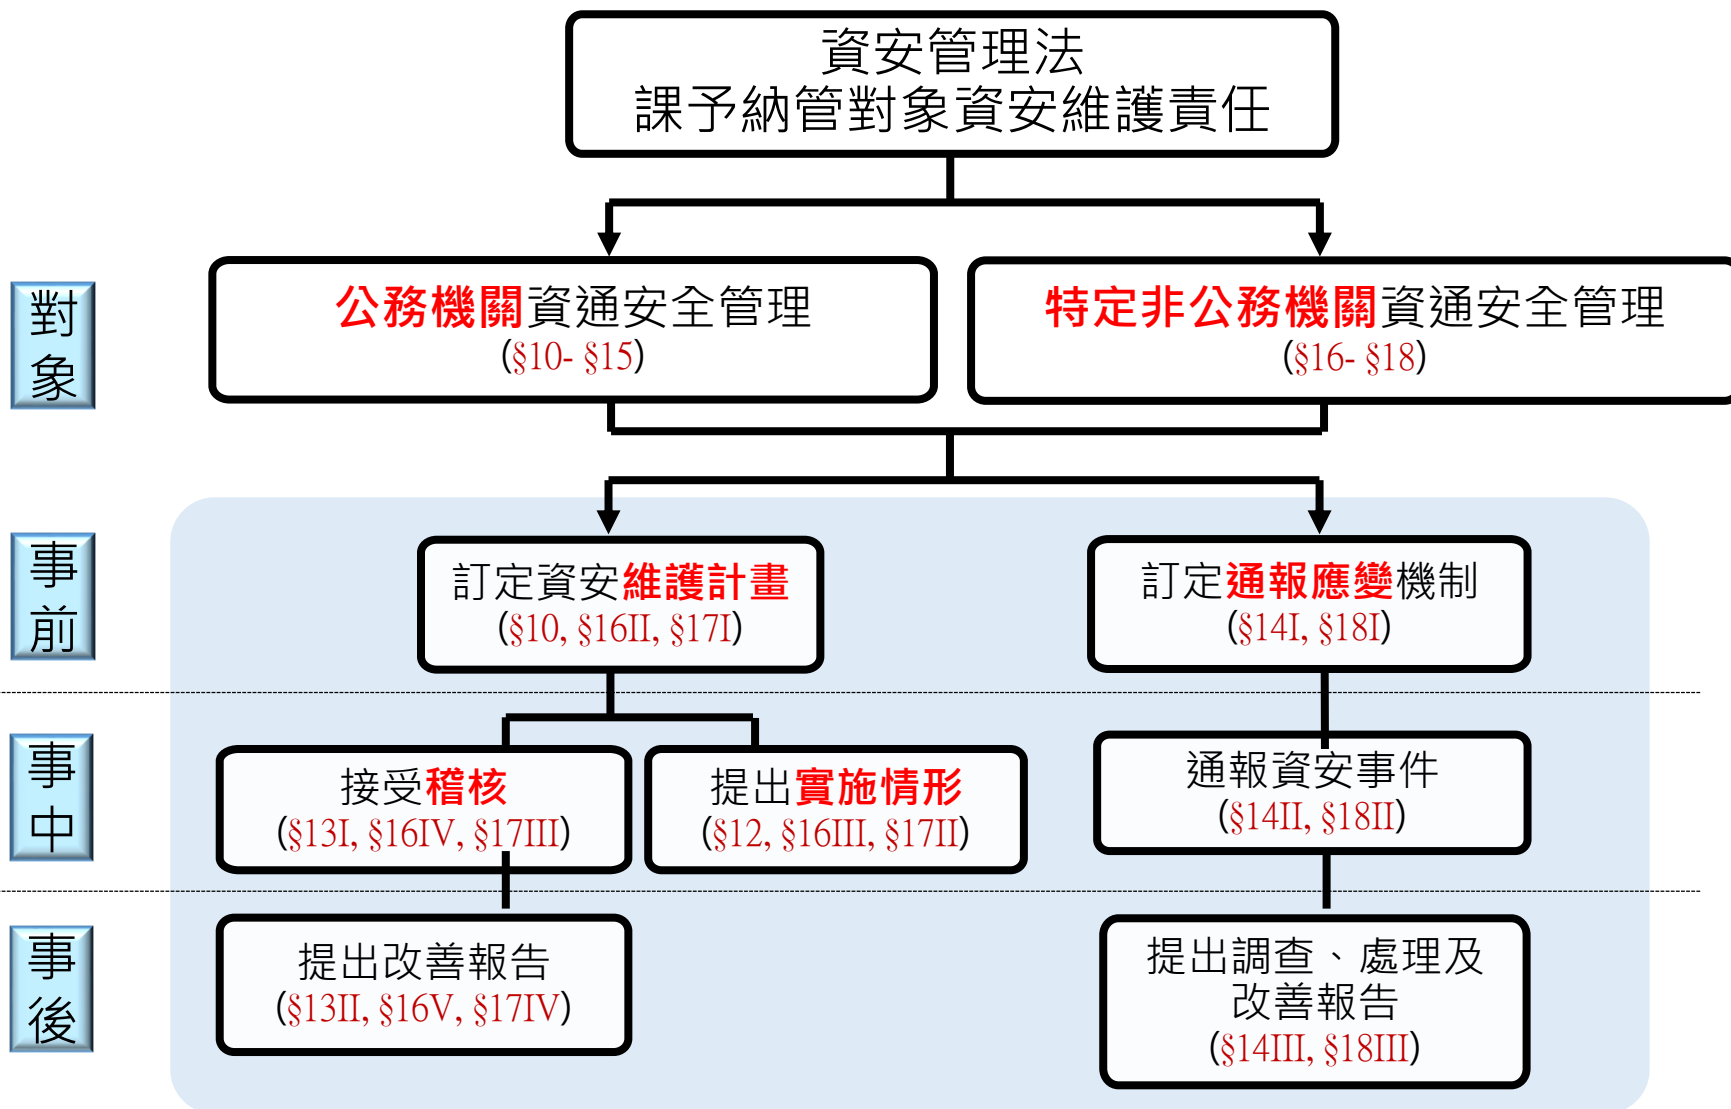 資安管理法
課予納管對象資安維護責任
對
象
公務機關資通安全管理
(§10- §15)
特定非公務機關資通安全管理
(§16- §18)
事
前
訂定資安維護計畫
(§10, §16II, §17I)
訂定通報應變機制
(§14I, §18I)
事
中
接受稽核
(§13I, §16IV, §17III)
提出實施情形
(§12, §16III, §17II)
通報資安事件
(§14II, §18II)
事
後
提出改善報告
(§13II, §16V, §17IV)
提出調查、處理及
改善報告
(§14III, §18III)